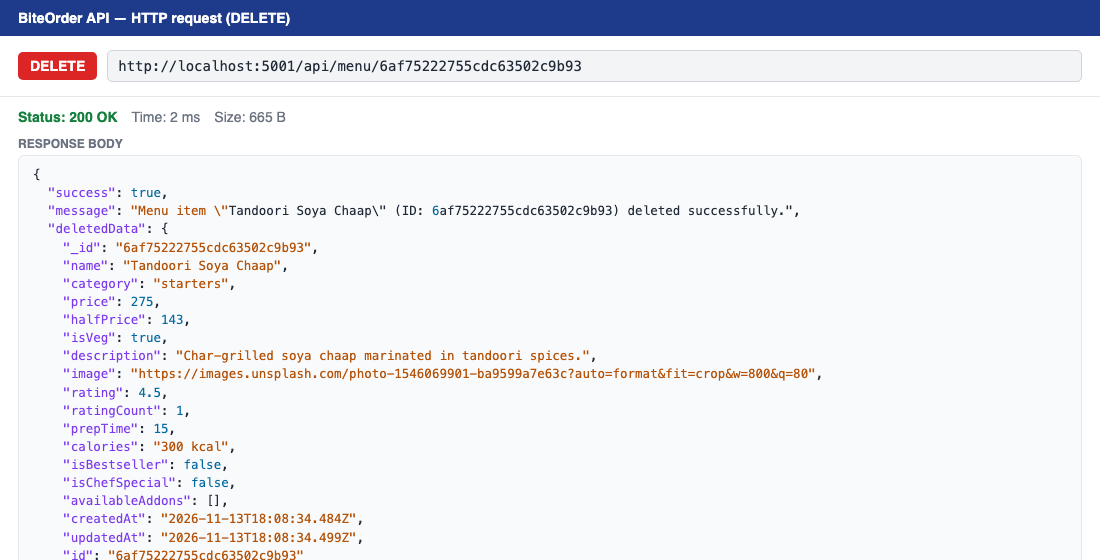 BiteOrder API — HTTP request (DELETE)
DELETE http://localhost:5001/api/menu/6af75222755cdc63502c9b93
Status: 200 OK Time: 2 ms Size: 665 B
RESPONSE BODY
{
  "success": true,
  "message": "Menu item \"Tandoori Soya Chaap\" (ID: 6af75222755cdc63502c9b93) deleted successfully.",
  "deletedData": {
    "_id": "6af75222755cdc63502c9b93",
    "name": "Tandoori Soya Chaap",
    "category": "starters",
    "price": 275,
    "halfPrice": 143,
    "isVeg": true,
    "description": "Char-grilled soya chaap marinated in tandoori spices.",
    "image": "https://images.unsplash.com/photo-1546069901-ba9599a7e63c?auto=format&fit=crop&w=800&q=80",
    "rating": 4.5,
    "ratingCount": 1,
    "prepTime": 15,
    "calories": "300 kcal",
    "isBestseller": false,
    "isChefSpecial": false,
    "availableAddons": [],
    "createdAt": "2026-11-13T18:08:34.484Z",
    "updatedAt": "2026-11-13T18:08:34.499Z",
    "id": "6af75222755cdc63502c9b93"